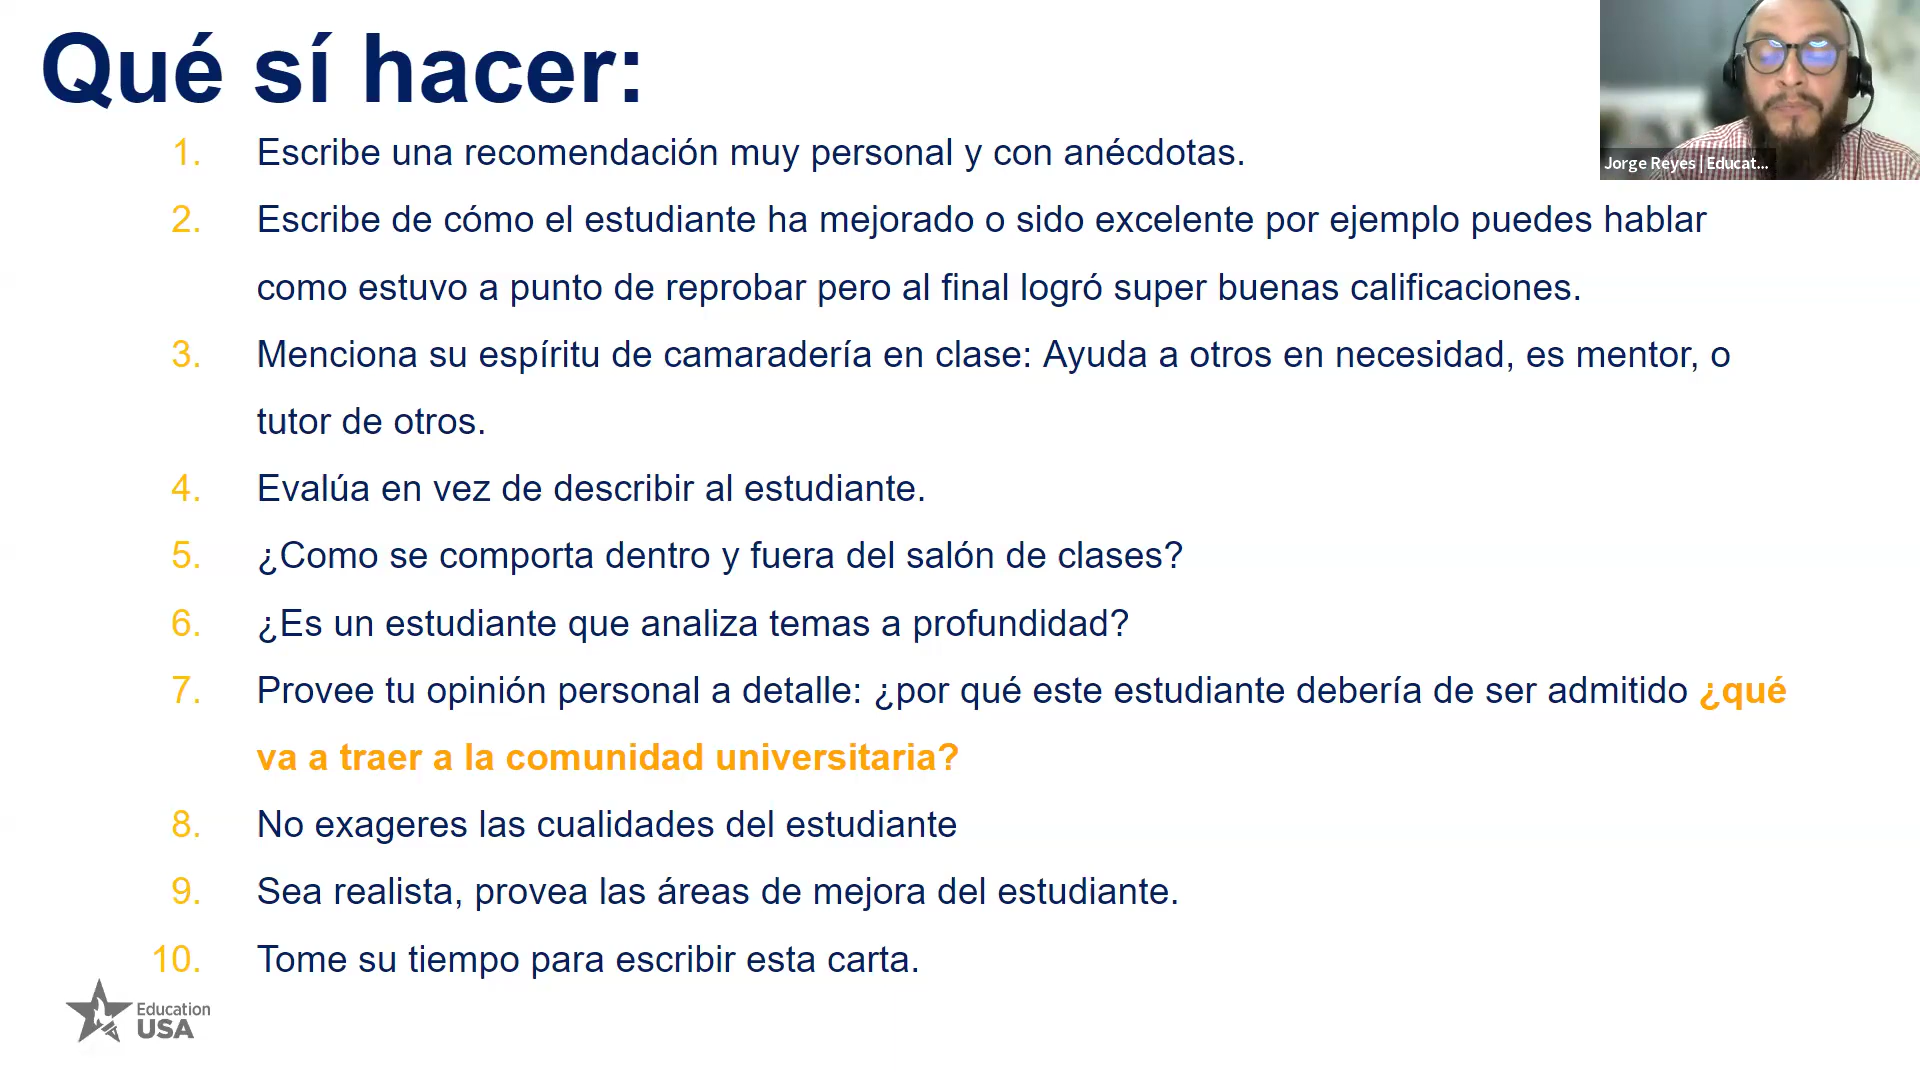 Qué sí hacer:
1. Escribe una recomendación muy personal y con anécdotas.
2. Escribe de cómo el estudiante ha mejorado o sido excelente por ejemplo puedes hablar
como estuvo a punto de reprobar pero al final logró super buenas calificaciones.
3. Menciona su espíritu de camaradería en clase: Ayuda a otros en necesidad, es mentor, o
tutor de otros.
4. Evalúa en vez de describir al estudiante.
5. ¿Como se comporta dentro y fuera del salón de clases?
6. ¿Es un estudiante que analiza temas a profundidad?
7. Provee tu opinión personal a detalle: ¿por qué este estudiante debería de ser admitido ¿qué
va a traer a la comunidad universitaria?
8. No exageres las cualidades del estudiante
9. Sea realista, provea las áreas de mejora del estudiante.
10. Tome su tiempo para escribir esta carta.
Education
USA
Jorge Reyes | Educat...